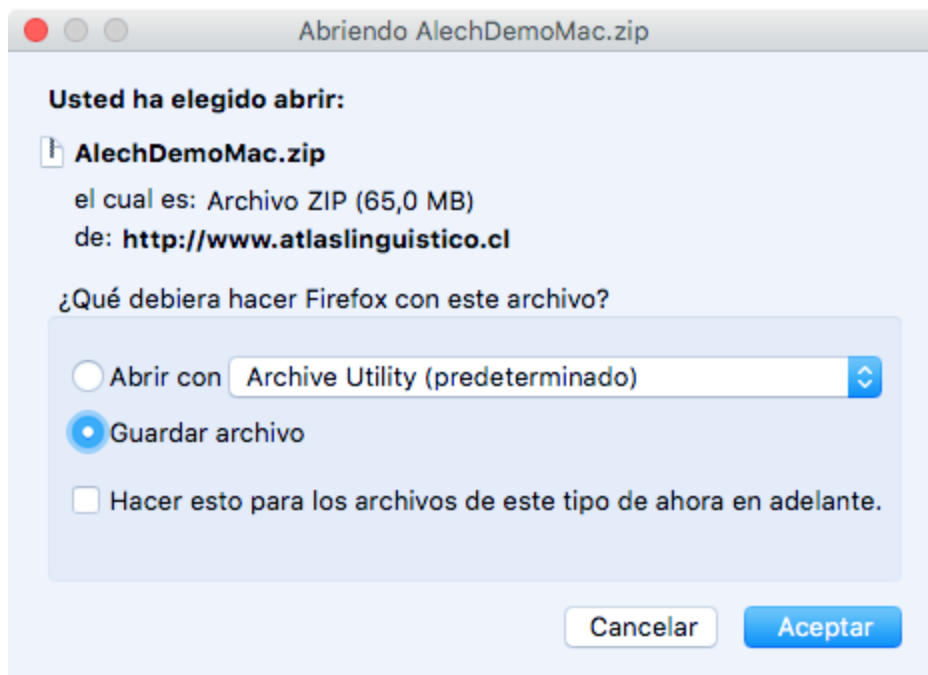 Abriendo AlechDemoMac.zip
Usted ha elegido abrir:
AlechDemoMac.zip
el cual es: Archivo ZIP (65,0 MB)
de: http://www.atlaslinguistico.cl
¿Qué debiera hacer Firefox con este archivo?
Abrir con Archive Utility (predeterminado)
Guardar archivo
Hacer esto para los archivos de este tipo de ahora en adelante.
Cancelar Aceptar